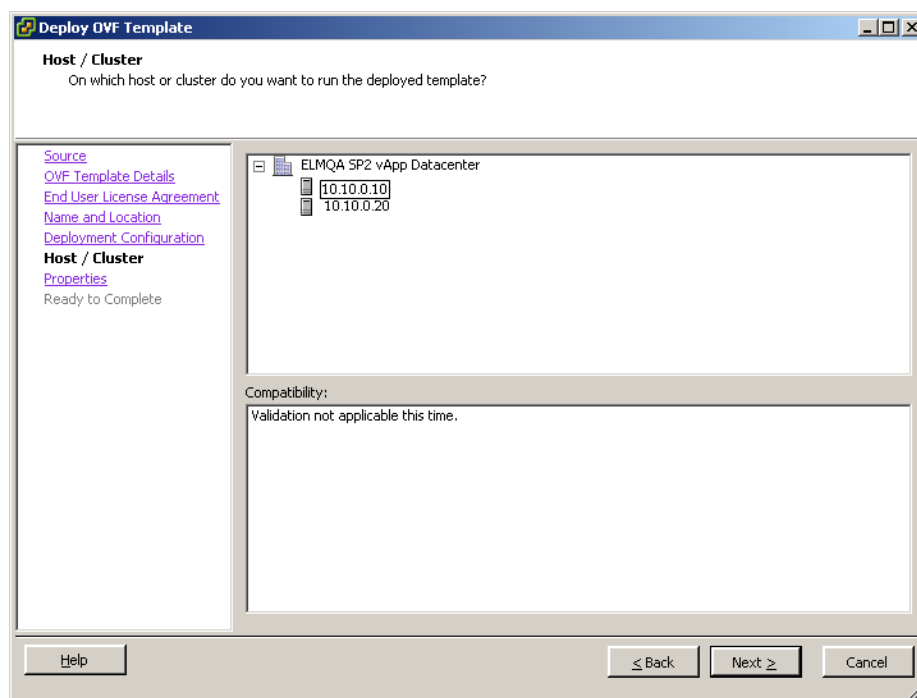 Deploy OVF Template
Host / Cluster
On which host or cluster do you want to run the deployed template?
Source
OVF Template Details
End User License Agreement
Name and Location
Deployment Configuration
Host / Cluster
Properties
Ready to Complete
ELMQA SP2 vApp Datacenter
10.10.0.10
10.10.0.20
Compatibility:
Validation not applicable this time.
Help
< Back
Next >
Cancel